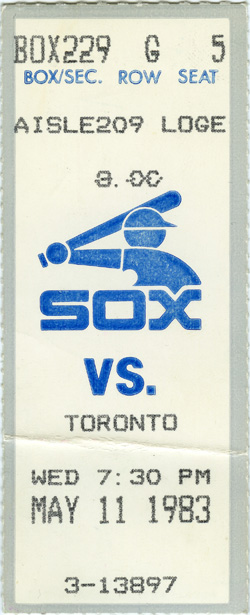 BOX229 G 5
BOX/SEC. ROW SEAT
AISLE209 LOGE
8.00
SOX
VS.
TORONTO
WED 7:30 PM
MAY 11 1983
3-13897